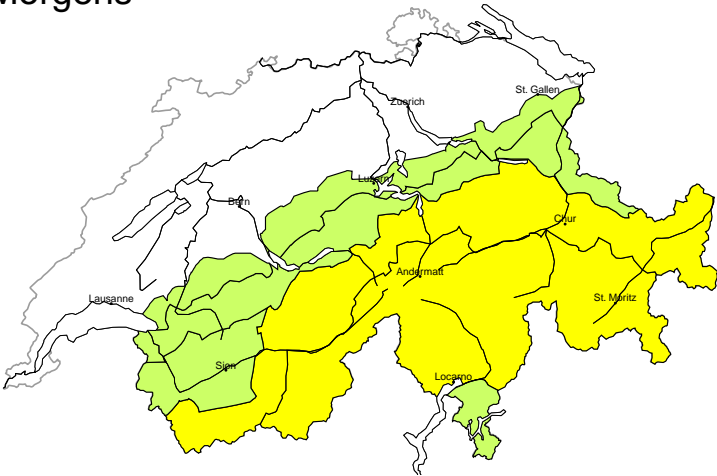 Morgens
St. Gallen
Zuerich
Luzern
Bern
Chur
Andermatt
Lausanne
St. Moritz
Sion
Locarno